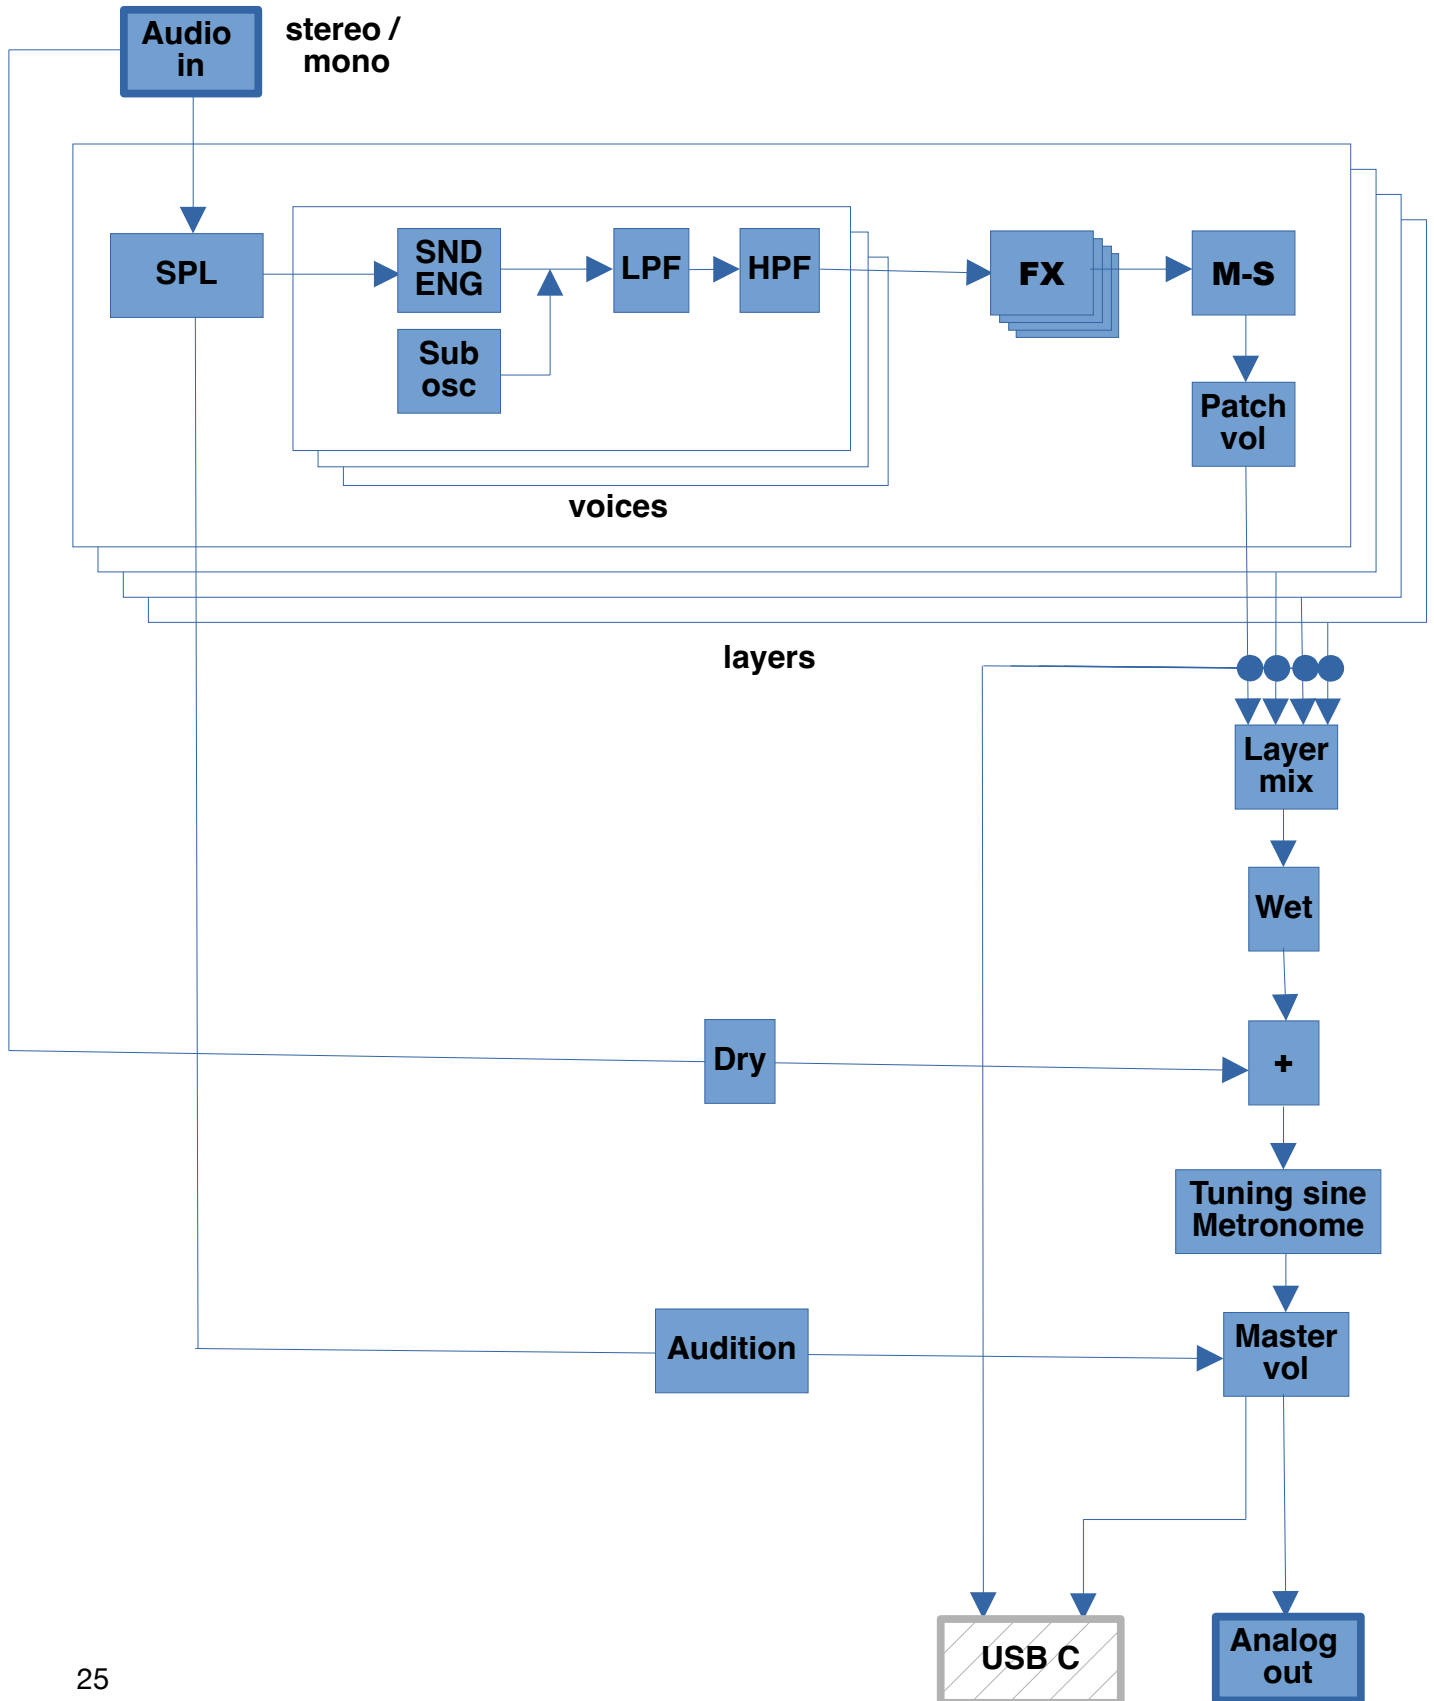 Audio
in
stereo /
mono
SPL
SND
ENG
LPF
HPF
FX
M-S
Sub
osc
Patch
vol
voices
layers
Layer
mix
Wet
Dry
+
Tuning sine
Metronome
Audition
Master
vol
USB C
Analog
out
25